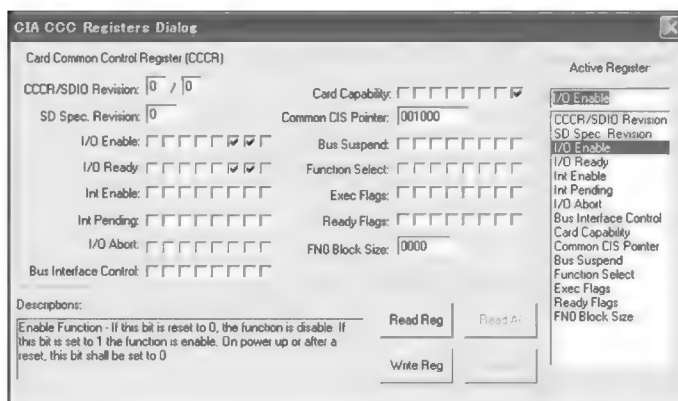 CIA CCC Registers Dialog
Card Common Control Register (CCCR)
CCCR/SDIO Revision: 0 / 0
SD Spec. Revision: 0
I/O Enable:
I/O Ready
Int Enable:
Int Pending:
I/O Abort:
Bus Interface Control:
Card Capability:
Common CIS Pointer: 001000
Bus Suspend:
Function Select:
Exec Flags:
Ready Flags:
FN0 Block Size: 0000
Active Register
I/O Enable
CCCR/SDIO Revision
SD Spec. Revision
I/O Enable
I/O Ready
Int Enable
Int Pending
I/O Abort
Bus Interface Control
Card Capability
Common CIS Pointer
Bus Suspend
Function Select
Exec Flags
Ready Flags
FN0 Block Size
Descriptions:
Enable Function - If this bit is reset to 0, the function is disable. If
this bit is set to 1 the function is enable. On power up or after a
reset, this bit shall be set to 0
Read Reg
Read All
Write Reg